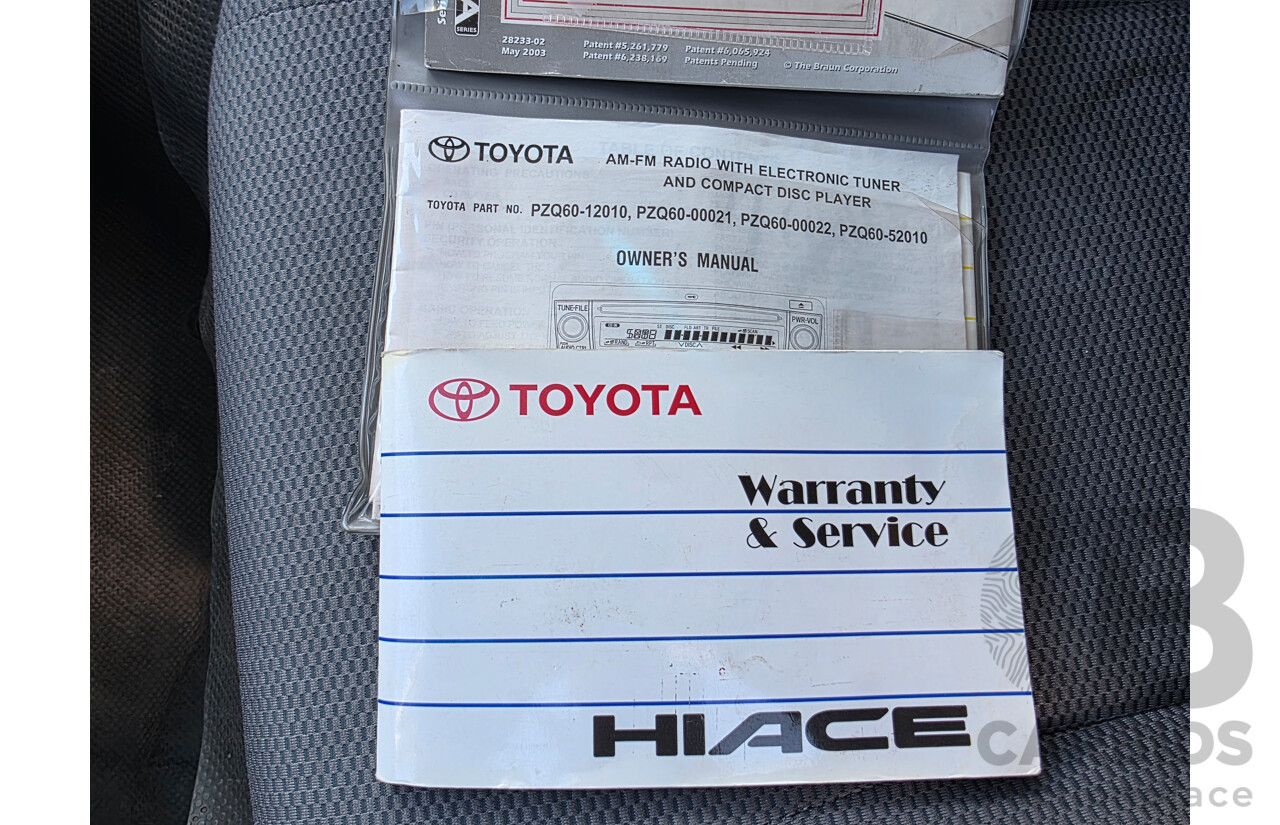 A
SERIES
28233-02
May 2003
Patent #5,261,779
Patent #6,238,169
Patent #6,065,924
Patents Pending
© The Braun Corporation
TOYOTA
AM-FM RADIO WITH ELECTRONIC TUNER
AND COMPACT DISC PLAYER
TOYOTA PART NO. PZQ60-12010, PZQ60-00021, PZQ60-00022, PZQ60-52010
OWNER'S MANUAL
TUNE•FILE
PWR•VOL
TOYOTA
Warranty
& Service
HIACE